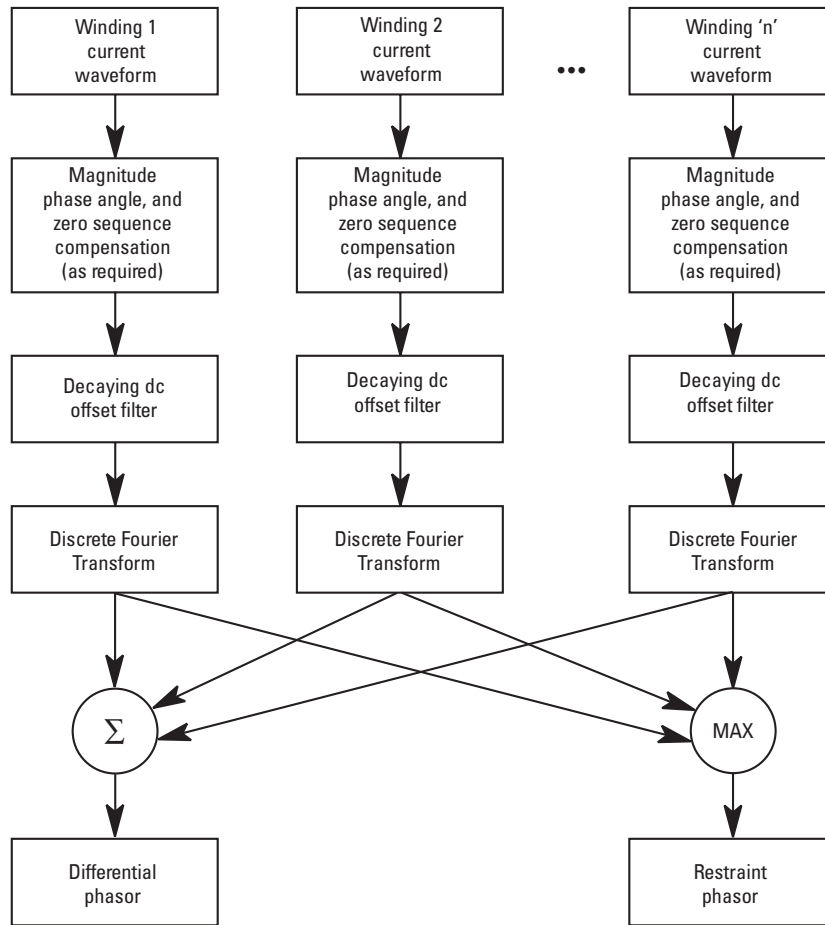 Winding 1
current
waveform
Winding 2
current
waveform
...
Winding ‘n’
current
waveform
Magnitude
phase angle, and
zero sequence
compensation
(as required)
Magnitude
phase angle, and
zero sequence
compensation
(as required)
Magnitude
phase angle, and
zero sequence
compensation
(as required)
Decaying dc
offset filter
Decaying dc
offset filter
Decaying dc
offset filter
Discrete Fourier
Transform
Discrete Fourier
Transform
Discrete Fourier
Transform
Σ
MAX
Differential
phasor
Restraint
phasor